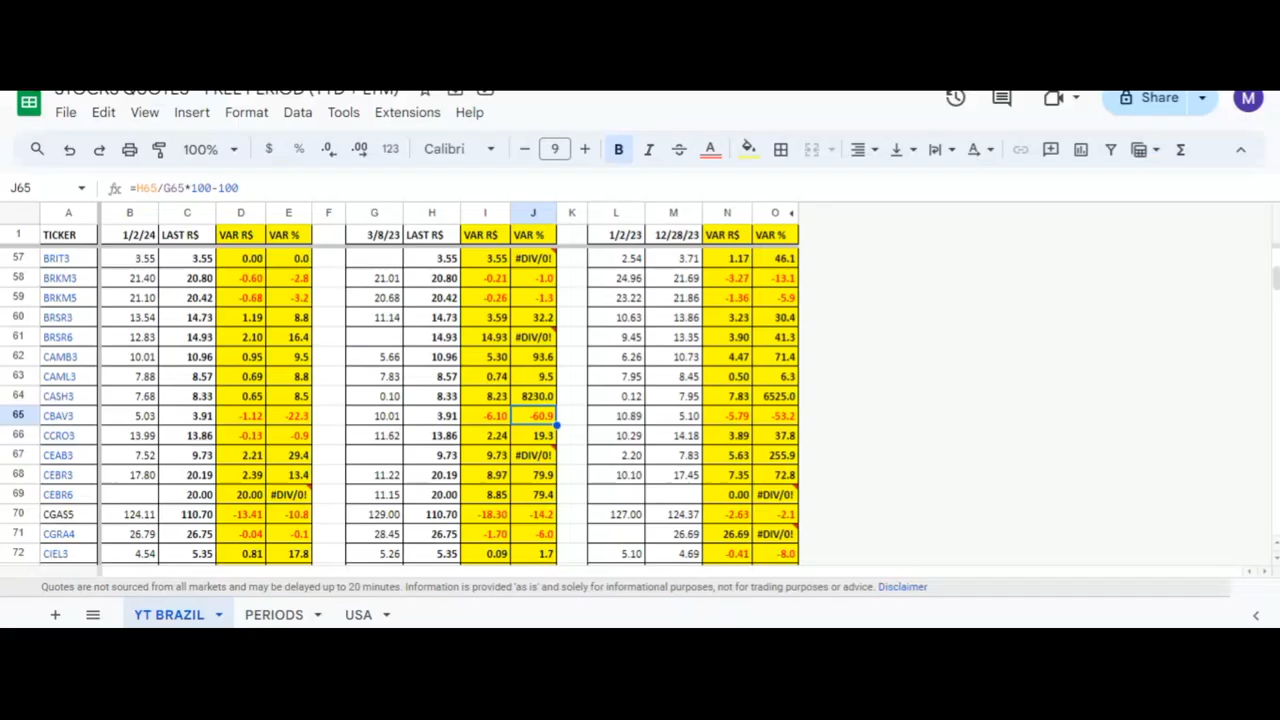 STOCKS QUOTES - FREE PERIOD (YTD + LTM)
File Edit View Insert Format Data Tools Extensions Help
Share M
100% $ % .0 .00 123 Calibri 9 B I S A
J65 fx =H65/G65*100-100
A B C D E F G H I J K L M N O
1 TICKER 1/2/24 LAST R$ VAR R$ VAR % 3/8/23 LAST R$ VAR R$ VAR % 1/2/23 12/28/23 VAR R$ VAR %
57 BRIT3 3.55 3.55 0.00 0.0 3.55 3.55 #DIV/0! 2.54 3.71 1.17 46.1
58 BRKM3 21.40 20.80 -0.60 -2.8 21.01 20.80 -0.21 -1.0 24.96 21.69 -3.27 -13.1
59 BRKM5 21.10 20.42 -0.68 -3.2 20.68 20.42 -0.26 -1.3 23.22 21.86 -1.36 -5.9
60 BRSR3 13.54 14.73 1.19 8.8 11.14 14.73 3.59 32.2 10.63 13.86 3.23 30.4
61 BRSR6 12.83 14.93 2.10 16.4 14.93 14.93 #DIV/0! 9.45 13.35 3.90 41.3
62 CAMB3 10.01 10.96 0.95 9.5 5.66 10.96 5.30 93.6 6.26 10.73 4.47 71.4
63 CAML3 7.88 8.57 0.69 8.8 7.83 8.57 0.74 9.5 7.95 8.45 0.50 6.3
64 CASH3 7.68 8.33 0.65 8.5 0.10 8.33 8.23 8230.0 0.12 7.95 7.83 6525.0
65 CBAV3 5.03 3.91 -1.12 -22.3 10.01 3.91 -6.10 -60.9 10.89 5.10 -5.79 -53.2
66 CCRO3 13.99 13.86 -0.13 -0.9 11.62 13.86 2.24 19.3 10.29 14.18 3.89 37.8
67 CEAB3 7.52 9.73 2.21 29.4 9.73 9.73 #DIV/0! 2.20 7.83 5.63 255.9
68 CEBR3 17.80 20.19 2.39 13.4 11.22 20.19 8.97 79.9 10.10 17.45 7.35 72.8
69 CEBR6 20.00 20.00 #DIV/0! 11.15 20.00 8.85 79.4 0.00 #DIV/0!
70 CGAS5 124.11 110.70 -13.41 -10.8 129.00 110.70 -18.30 -14.2 127.00 124.37 -2.63 -2.1
71 CGRA4 26.79 26.75 -0.04 -0.1 28.45 26.75 -1.70 -6.0 26.69 26.69 #DIV/0!
72 CIEL3 4.54 5.35 0.81 17.8 5.26 5.35 0.09 1.7 5.10 4.69 -0.41 -8.0
Quotes are not sourced from all markets and may be delayed up to 20 minutes. Information is provided 'as is' and solely for informational purposes, not for trading purposes or advice. Disclaimer
YT BRAZIL PERIODS USA